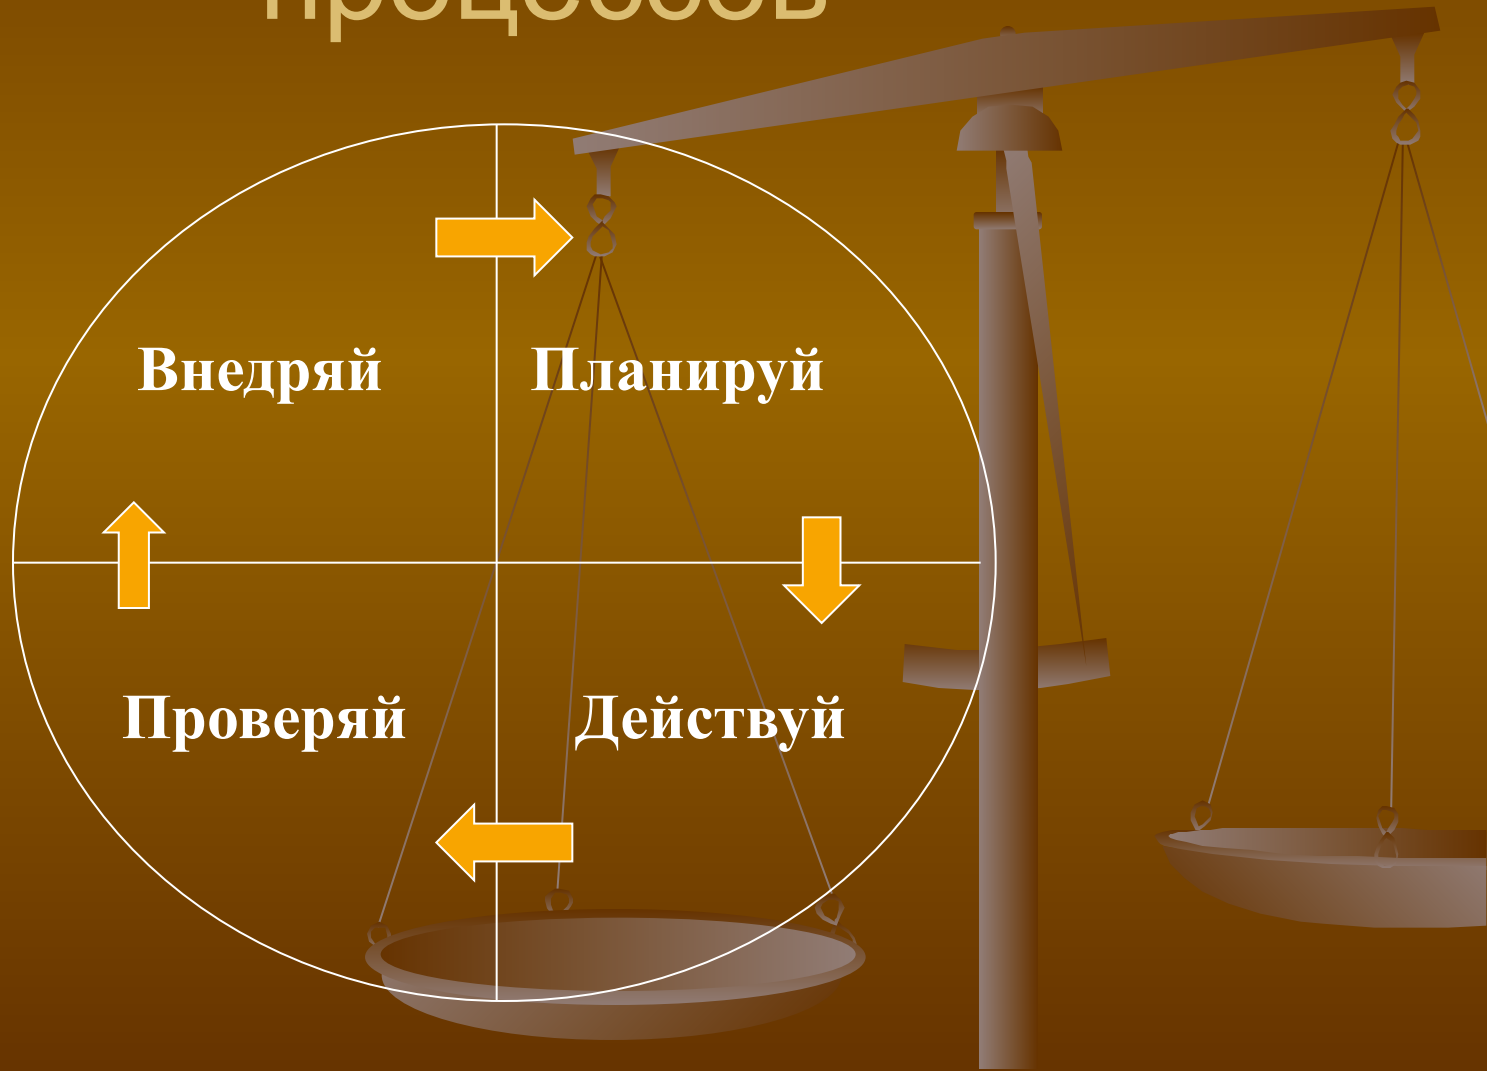 процессов
Внедряй
Планируй
Проверяй
Действуй